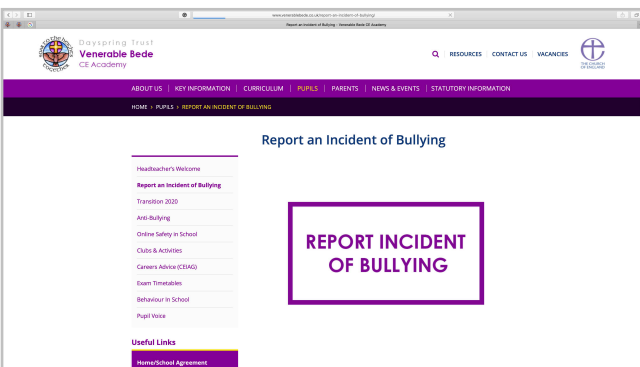 www.venerablebede.co.uk/report-an-incident-of-bullying/
Report an Incident of Bullying - Venerable Bede CE Academy
Dayspring Trust
Venerable Bede
CE Academy
RESOURCES
CONTACT US
VACANCIES
THE CHURCH
OF ENGLAND
ABOUT US
KEY INFORMATION
CURRICULUM
PUPILS
PARENTS
NEWS & EVENTS
STATUTORY INFORMATION
HOME > PUPILS > REPORT AN INCIDENT OF BULLYING
Report an Incident of Bullying
Headteacher's Welcome
Report an Incident of Bullying
Transition 2020
Anti-Bullying
Online Safety in School
Clubs & Activities
Careers Advice (CEIAG)
Exam Timetables
Behaviour in School
Pupil Voice
Useful Links
Home/School Agreement
REPORT INCIDENT
OF BULLYING